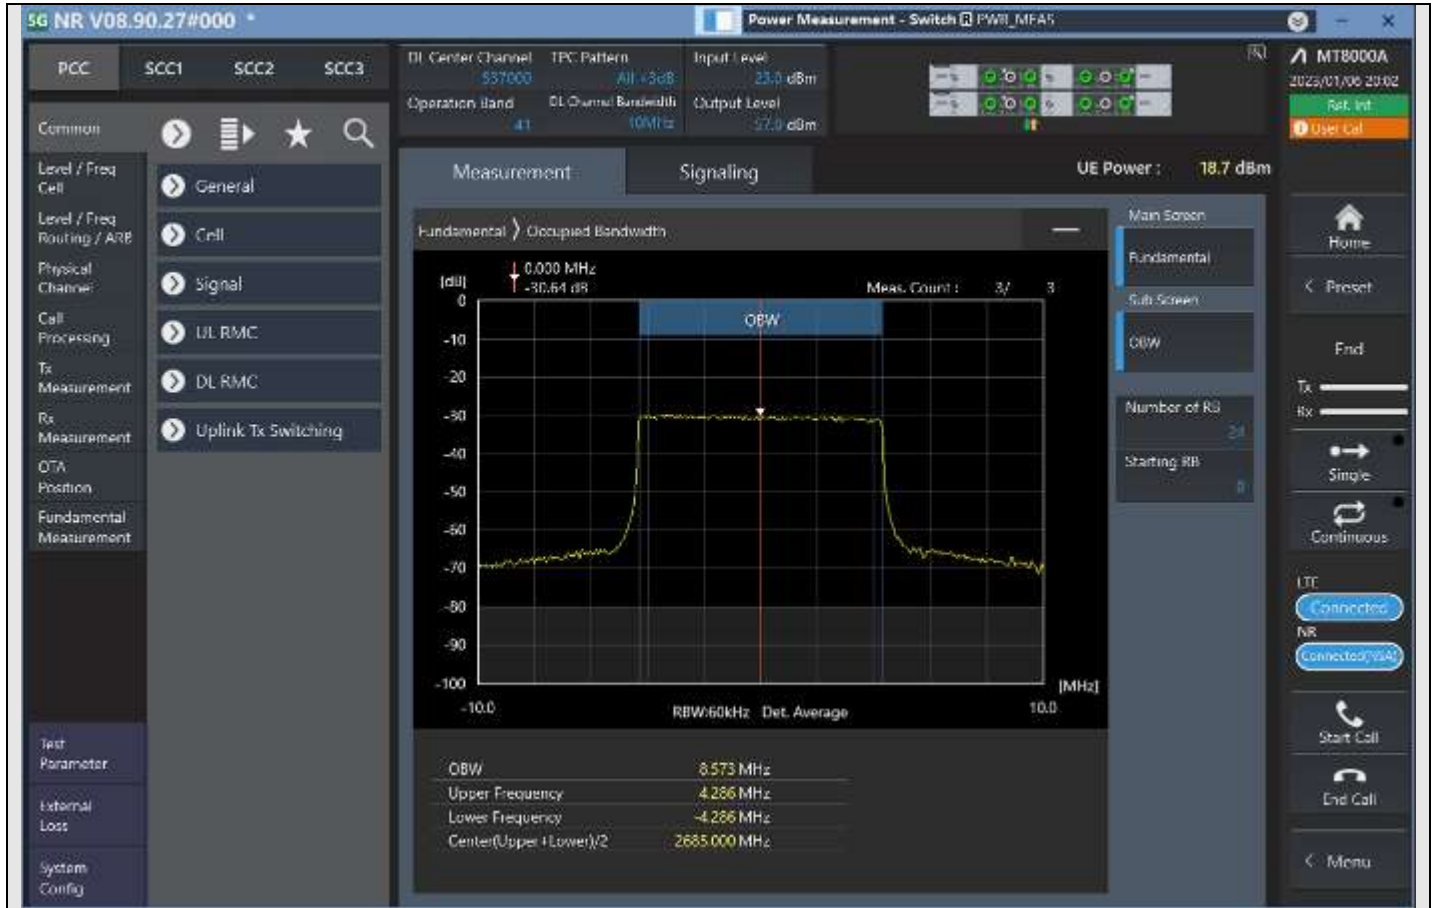 SG NR V08.90.27#000 *
Power Measurement - Switch PWR_MEAS
PCC SCC1 SCC2 SCC3
DL Center Channel
537000
TPC Pattern
All +3dB
Input Level
23.0 dBm
Operation Band
41
DL Channel Bandwidth
10MHz
Output Level
dBm
MT8000A
2023/01/06 20:02
Ref. Int
User Cal
Common
Level / Freq
Cell
Level / Freq
Routing / ARB
Physical
Channel
Call
Processing
Tx
Measurement
Rx
Measurement
OTA
Position
Fundamental
Measurement
Test
Parameter
External
Loss
System
Config
General
Cell
Signal
UL RMC
DL RMC
Uplink Tx Switching
Measurement Signaling
UE Power : 18.7 dBm
Fundamental Occupied Bandwidth
[dB]
0.000 MHz
-30.64 dB
Meas. Count : 3/ 3
OBW
0
-10
-20
-30
-40
-50
-60
-70
-80
-90
-100
-10.0
RBW:60kHz Det. Average
10.0
[MHz]
OBW 8.573 MHz
Upper Frequency 4.286 MHz
Lower Frequency -4.286 MHz
Center(Upper+Lower)/2 2685.000 MHz
Main Screen
Fundamental
Sub Screen
OBW
Number of RB
24
Starting RB
0
Home
< Preset
End
Tx
Rx
Single
Continuous
LTE
Connected
NR
Connected(NSA)
Start Call
End Call
< Menu